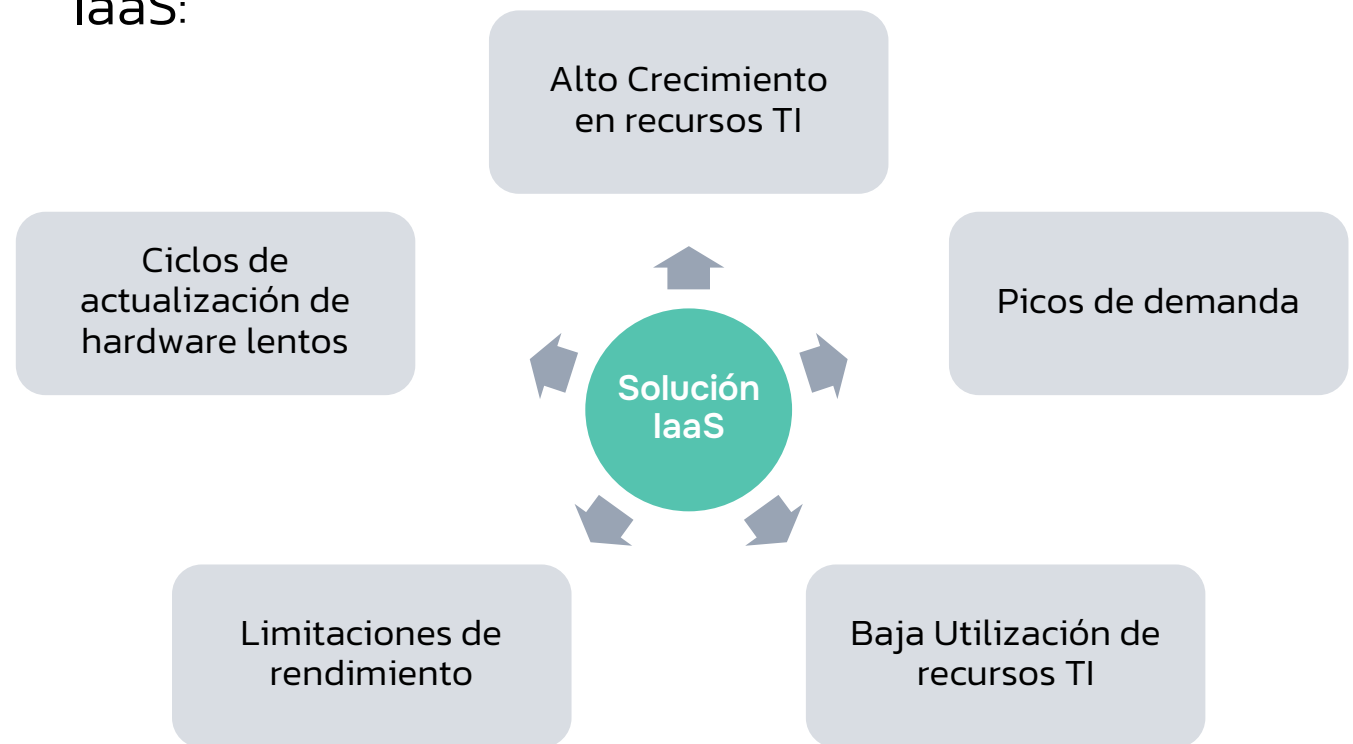 IaaS:
Alto Crecimiento
en recursos TI
Ciclos de
actualización de
hardware lentos
Picos de demanda
Solución
IaaS
Limitaciones de
rendimiento
Baja Utilización de
recursos TI